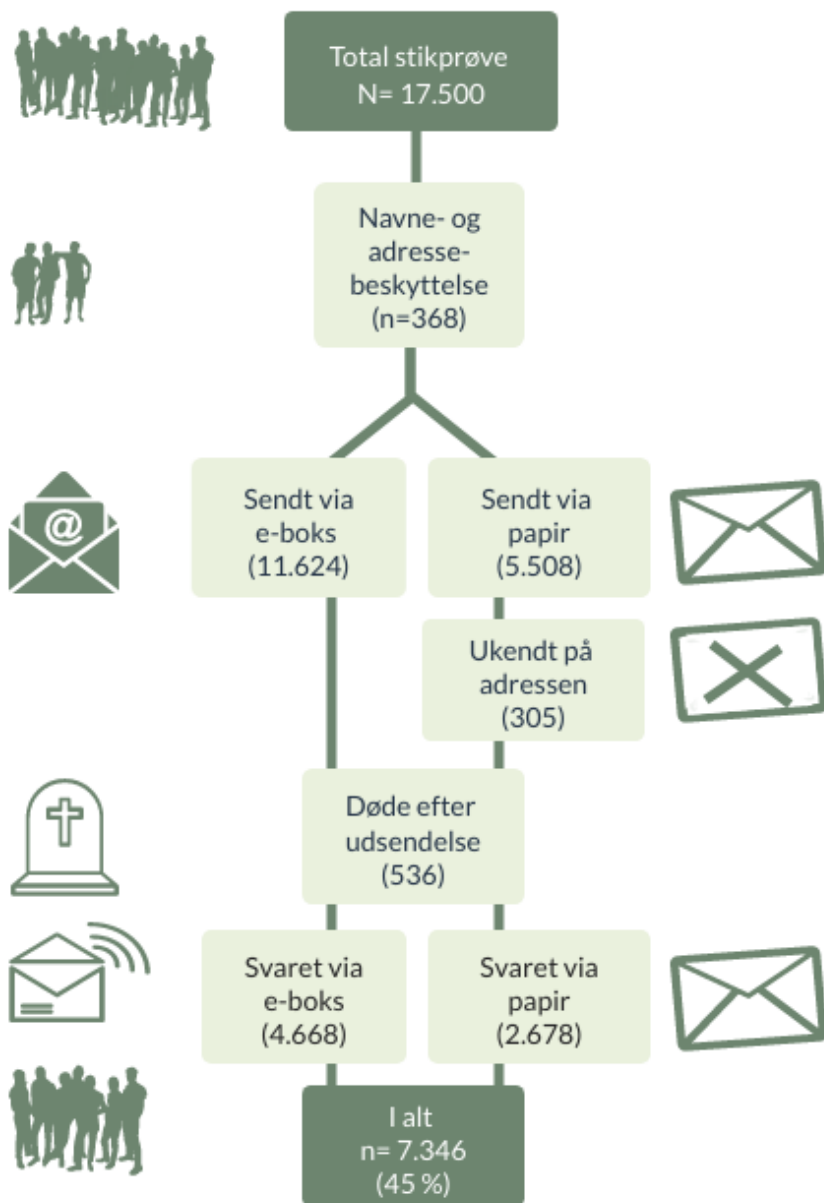 Total stikprøve
N= 17.500
Navne- og
adresse-
beskyttelse
(n=368)
Sendt via
e-boks
(11.624)
Sendt via
papir
(5.508)
@
Ukendt på
adressen
(305)
Døde efter
udsendelse
(536)
Svaret via
e-boks
(4.668)
Svaret via
papir
(2.678)
I alt
n= 7.346
(45 %)